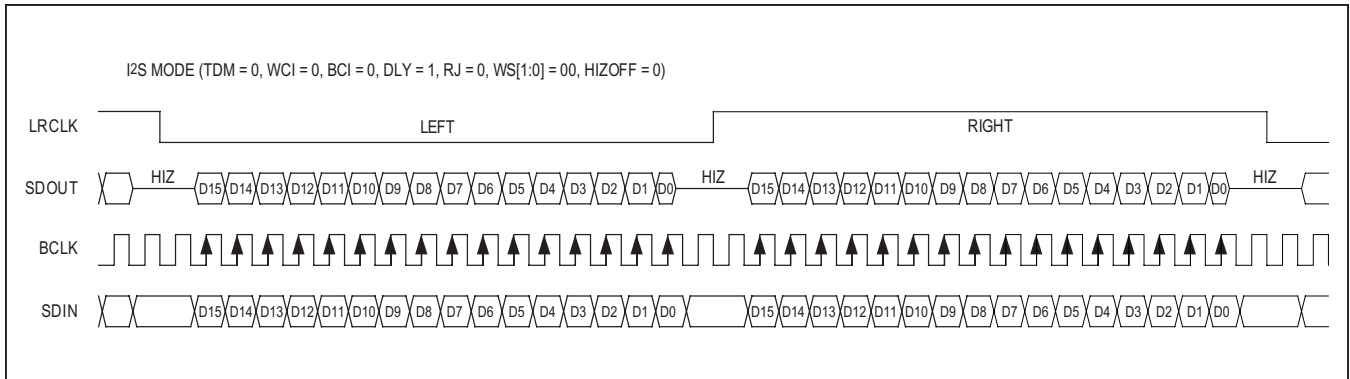 I2S MODE (TDM = 0, WCI = 0, BCI = 0, DLY = 1, RJ = 0, WS[1:0] = 00, HIZOFF = 0)
LRCLK LEFT RIGHT
SDOUT HIZ D15 D14 D13 D12 D11 D10 D9 D8 D7 D6 D5 D4 D3 D2 D1 D0 HIZ D15 D14 D13 D12 D11 D10 D9 D8 D7 D6 D5 D4 D3 D2 D1 D0 HIZ
BCLK
SDIN D15 D14 D13 D12 D11 D10 D9 D8 D7 D6 D5 D4 D3 D2 D1 D0 D15 D14 D13 D12 D11 D10 D9 D8 D7 D6 D5 D4 D3 D2 D1 D0